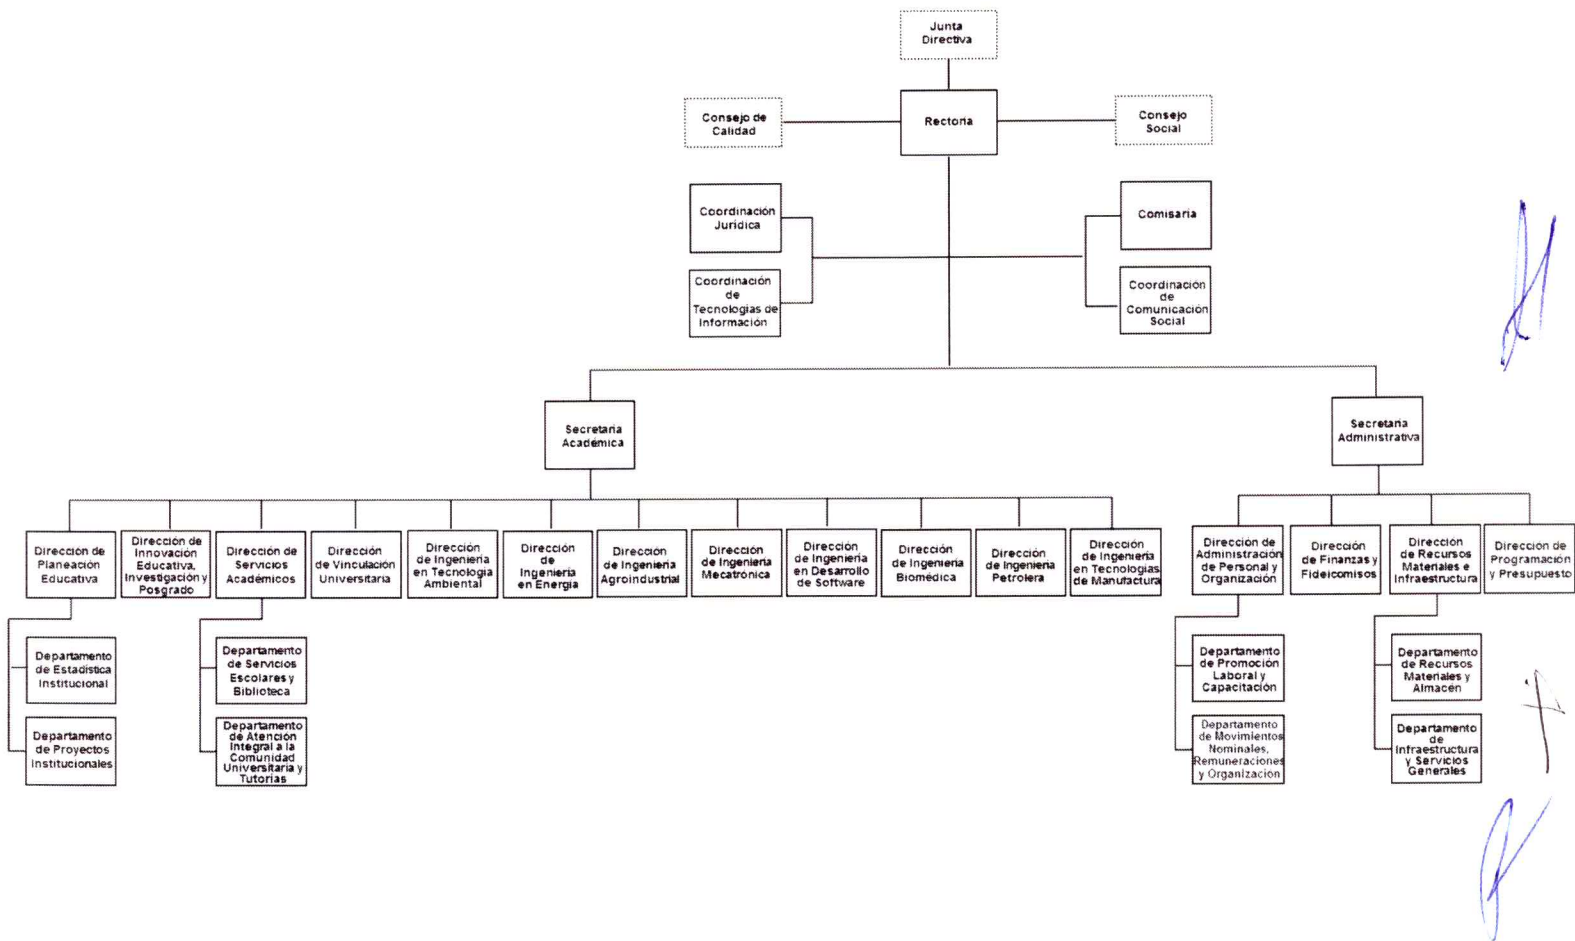 Junta
Directiva
Consejo de
Calidad
Rectoría
Consejo
Social
Coordinación
Jurídica
Comisaría
Coordinación
de
Tecnologías de
Información
Coordinación
de
Comunicación
Social
Secretaría
Académica
Secretaría
Administrativa
Dirección de
Planeación
Educativa
Dirección de
Innovación
Educativa,
Investigación y
Posgrado
Dirección de
Servicios
Académicos
Dirección
de Vinculación
Universitaria
Dirección
de Ingeniería
en Tecnología
Ambiental
Dirección
de
Ingeniería
en Energía
Dirección
de Ingeniería
Agroindustrial
Dirección
de Ingeniería
Mecatrónica
Dirección
de Ingeniería
en Desarrollo
de Software
Dirección
de Ingeniería
Biomédica
Dirección
de Ingeniería
Petrolera
Dirección
de Ingeniería
en Tecnologías
de Manufactura
Dirección de
Administración
de Personal y
Organización
Dirección
de Finanzas y
Fideicomisos
Dirección
de Recursos
Materiales e
Infraestructura
Dirección de
Programación
y Presupuesto
Departamento
de Estadística
Institucional
Departamento
de Servicios
Escolares y
Biblioteca
Departamento
de Promoción
Laboral y
Capacitación
Departamento
de Recursos
Materiales y
Almacén
Departamento
de Proyectos
Institucionales
Departamento
de Atención
Integral a la
Comunidad
Universitaria y
Tutorías
Departamento
de Movimientos
Nominales,
Remuneraciones
y Organización
Departamento
de
Infraestructura
y Servicios
Generales